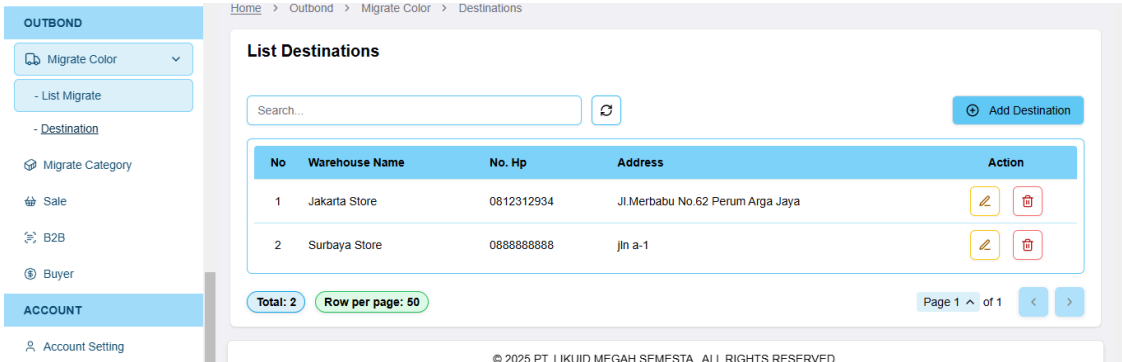 OUTBOND
Migrate Color
- List Migrate
- Destination
Migrate Category
Sale
B2B
Buyer
ACCOUNT
Account Setting
Home > Outbond > Migrate Color > Destinations
List Destinations
Search...
Add Destination
No Warehouse Name No. Hp Address Action
1 Jakarta Store 0812312934 Jl.Merbabu No.62 Perum Arga Jaya
2 Surbaya Store 0888888888 jln a-1
Total: 2 Row per page: 50 Page 1 of 1
© 2025 PT. LIKUID MEGAH SEMESTA. ALL RIGHTS RESERVED